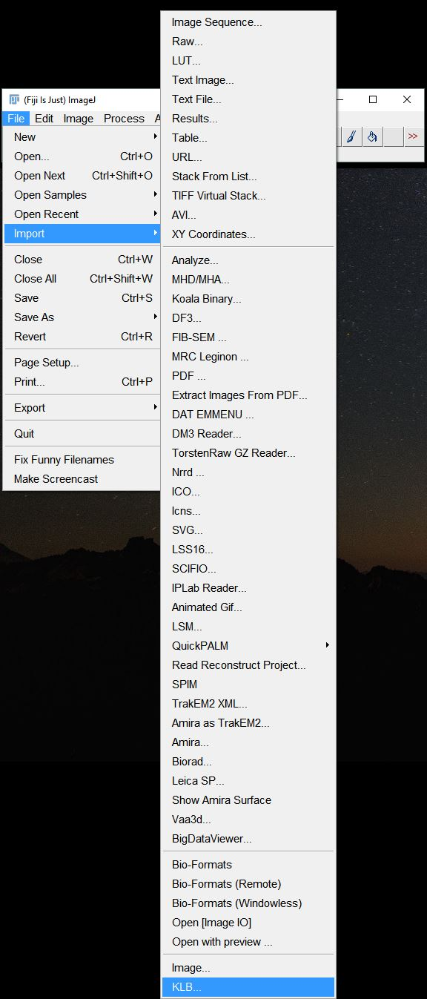 (Fiji Is Just) ImageJ
File Edit Image Process A
>>
New
Open... Ctrl+O
Open Next Ctrl+Shift+O
Open Samples
Open Recent
Import
Close Ctrl+W
Close All Ctrl+Shift+W
Save Ctrl+S
Save As
Revert Ctrl+R
Page Setup...
Print... Ctrl+P
Export
Quit
Fix Funny Filenames
Make Screencast
Image Sequence...
Raw...
LUT...
Text Image...
Text File...
Results...
Table...
URL...
Stack From List...
TIFF Virtual Stack...
AVI...
XY Coordinates...
Analyze...
MHD/MHA...
Koala Binary...
DF3...
FIB-SEM ...
MRC Leginon ...
PDF ...
Extract Images From PDF...
DAT EMMENU ...
DM3 Reader...
TorstenRaw GZ Reader...
Nrrd ...
ICO...
Icns...
SVG...
LSS16...
SCIFIO...
IPLab Reader...
Animated Gif...
LSM...
QuickPALM
Read Reconstruct Project...
SPIM
TrakEM2 XML...
Amira as TrakEM2...
Amira...
Biorad...
Leica SP...
Show Amira Surface
Vaa3d...
BigDataViewer...
Bio-Formats
Bio-Formats (Remote)
Bio-Formats (Windowless)
Open [Image IO]
Open with preview ...
Image...
KLB...